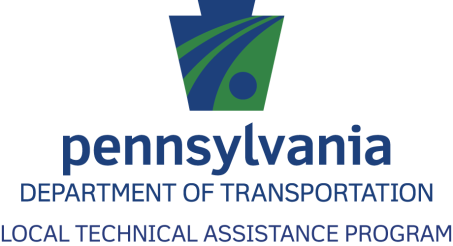 pennsylvania
DEPARTMENT OF TRANSPORTATION
LOCAL TECHNICAL ASSISTANCE PROGRAM